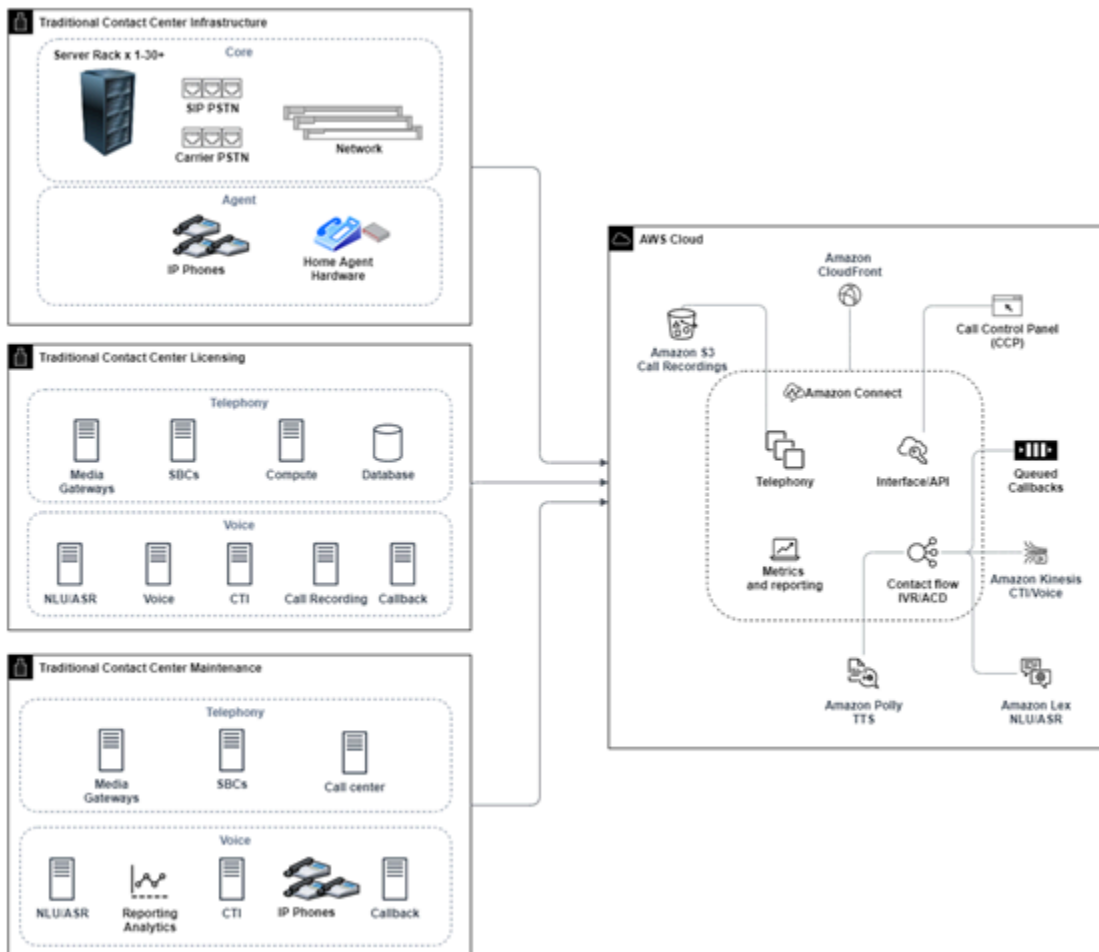 Traditional Contact Center Infrastructure
Core
Server Rack x 1-30+
SIP PSTN
Carrier PSTN
Network
Agent
IP Phones
Home Agent
Hardware
Traditional Contact Center Licensing
Telephony
Media
Gateways
SBCs
Compute
Database
Voice
NLU/ASR
Voice
CTI
Call Recording
Callback
Traditional Contact Center Maintenance
Telephony
Media
Gateways
SBCs
Call center
Voice
NLU/ASR
Reporting
Analytics
CTI
IP Phones
Callback
AWS Cloud
Amazon
CloudFront
Amazon S3
Call Recordings
Call Control Panel
(CCP)
Amazon Connect
Telephony
Interface/API
Queued
Callbacks
Metrics
and reporting
Contact flow
IVR/ACD
Amazon Kinesis
CTI/Voice
Amazon Polly
TTS
Amazon Lex
NLU/ASR